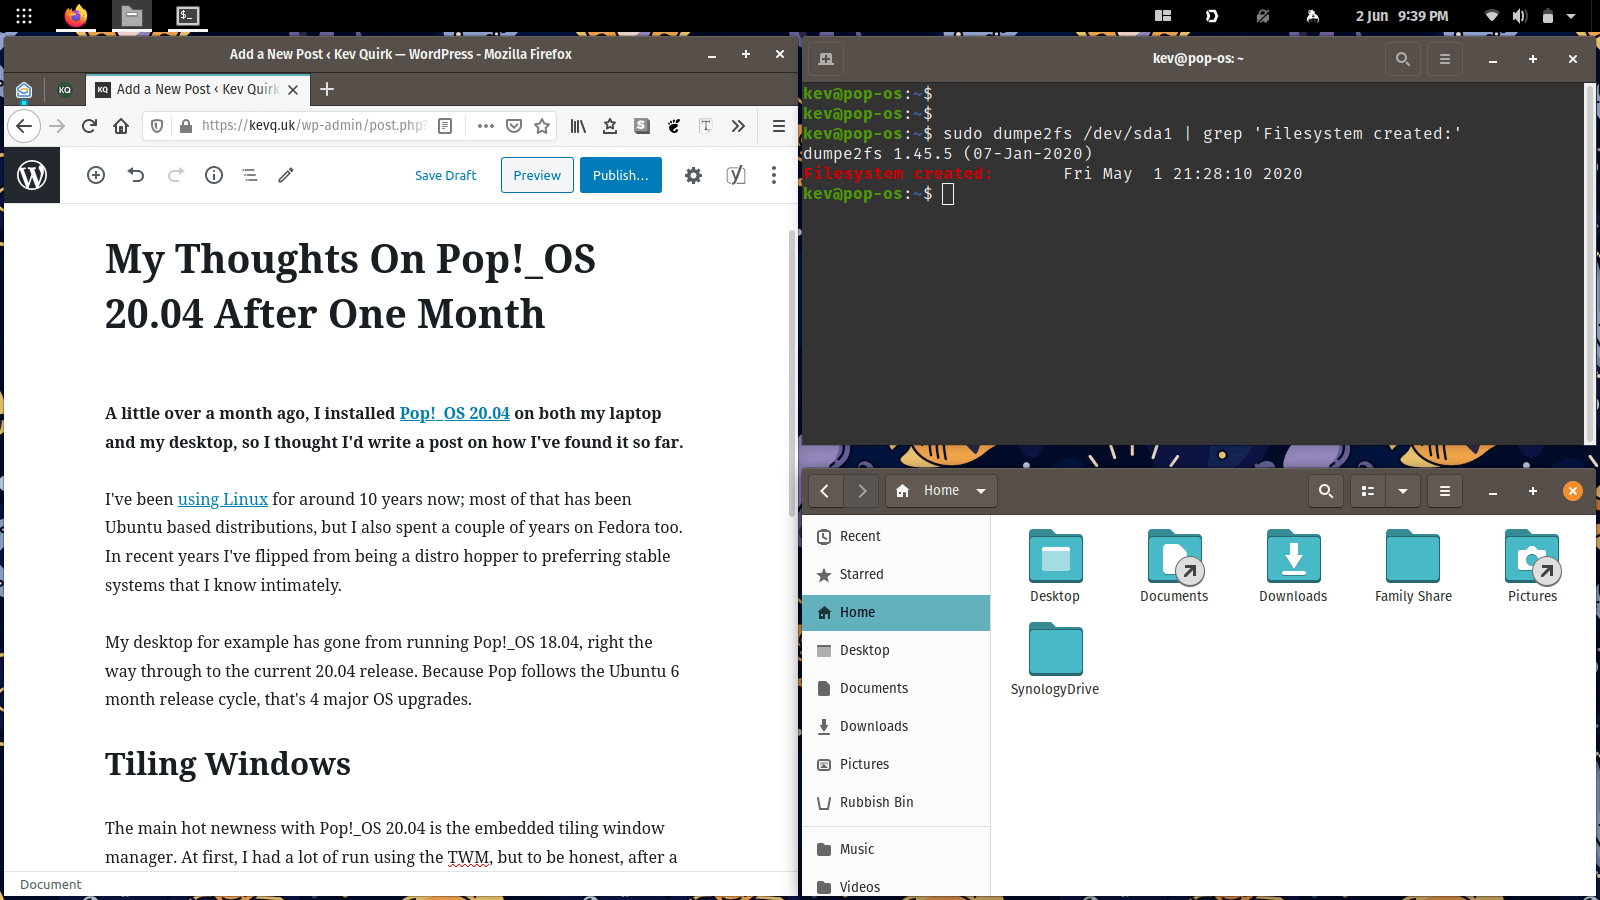 2 Jun 9:39 PM
Add a New Post ‹ Kev Quirk — WordPress - Mozilla Firefox
KQ
KQ Add a New Post ‹ Kev Quirk
https://kevq.uk/wp-admin/post.php?
Save Draft Preview Publish…
My Thoughts On Pop!_OS
20.04 After One Month
A little over a month ago, I installed Pop!_OS 20.04 on both my laptop
and my desktop, so I thought I'd write a post on how I've found it so far.
I've been using Linux for around 10 years now; most of that has been
Ubuntu based distributions, but I also spent a couple of years on Fedora too.
In recent years I've flipped from being a distro hopper to preferring stable
systems that I know intimately.
My desktop for example has gone from running Pop!_OS 18.04, right the
way through to the current 20.04 release. Because Pop follows the Ubuntu 6
month release cycle, that's 4 major OS upgrades.
Tiling Windows
The main hot newness with Pop!_OS 20.04 is the embedded tiling window
manager. At first, I had a lot of run using the TWM, but to be honest, after a
Document
kev@pop-os: ~
kev@pop-os:~$
kev@pop-os:~$
kev@pop-os:~$ sudo dumpe2fs /dev/sda1 | grep 'Filesystem created:'
dumpe2fs 1.45.5 (07-Jan-2020)
Filesystem created:       Fri May  1 21:28:10 2020
kev@pop-os:~$
Home
Recent
Starred
Home
Desktop
Documents
Downloads
Pictures
Rubbish Bin
Music
Videos
Desktop Documents Downloads Family Share Pictures
SynologyDrive